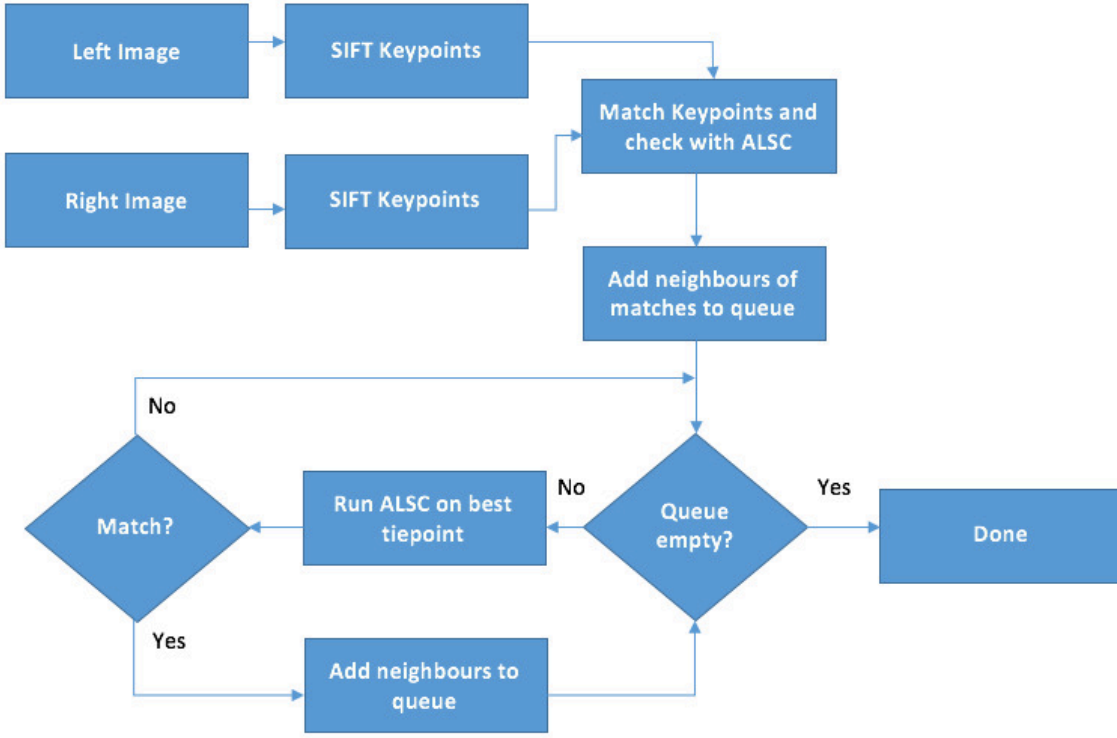 Left Image
SIFT Keypoints
Match Keypoints and
check with ALSC
Right Image
SIFT Keypoints
Add neighbours of
matches to queue
No
Match?
Run ALSC on best
tiepoint
No
Queue
empty?
Yes
Done
Yes
Add neighbours to
queue